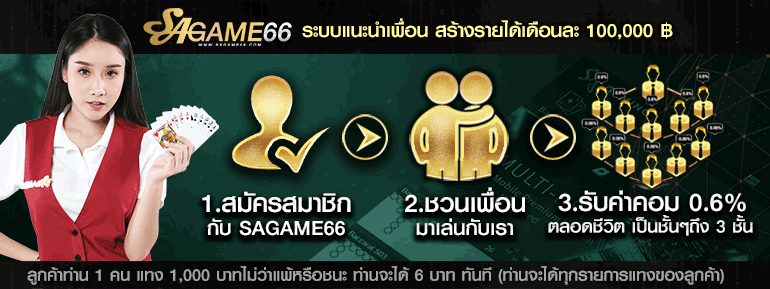 SAGAME66 ระบบแนะนำเพื่อน สร้างรายได้เดือนละ 100,000 ฿
WWW.SAGAME66.COM
1.สมัครสมาชิก
กับ SAGAME66
2.ชวนเพื่อน
มาเล่นกับเรา
3.รับค่าคอม 0.6%
ตลอดชีวิต เป็นชั้นๆถึง 3 ชั้น
ลูกค้าท่าน 1 คน แทง 1,000 บาทไม่ว่าแพ้หรือชนะ ท่านจะได้ 6 บาท ทันที (ท่านจะได้ทุกรายการแทงของลูกค้า)